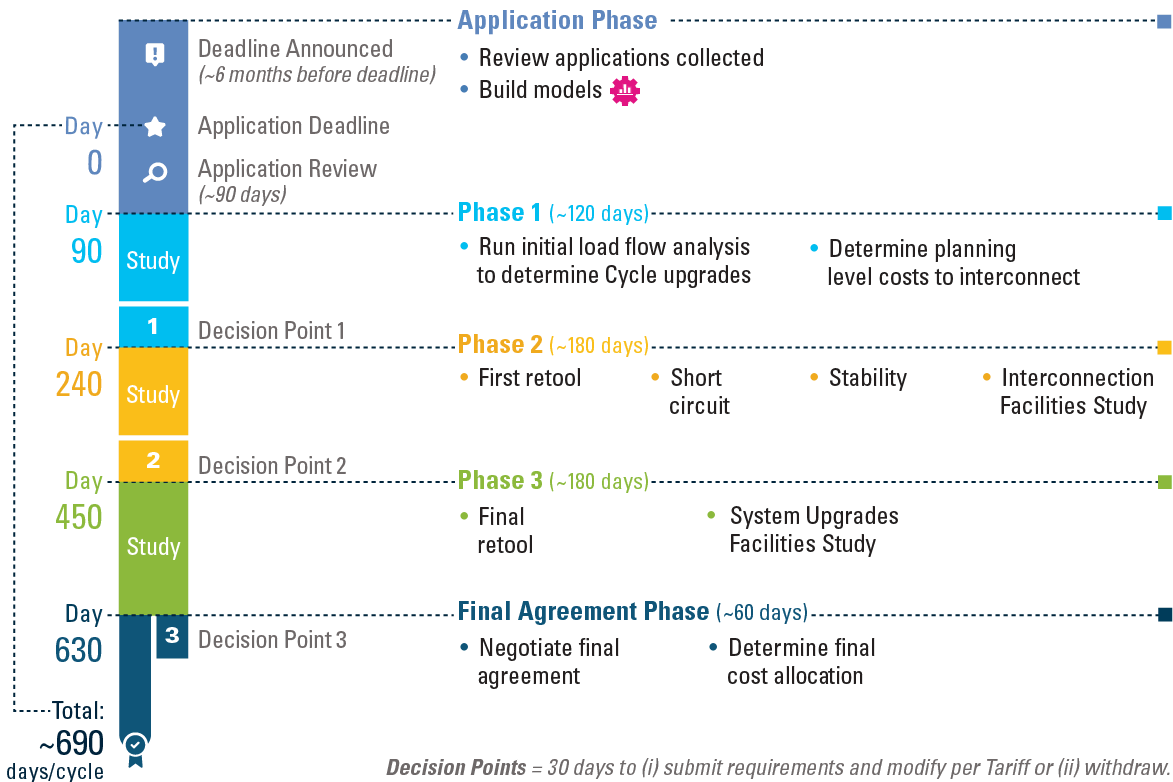 Application Phase
Deadline Announced
(~6 months before deadline)
• Review applications collected
• Build models
Day
0
Application Deadline
Application Review
(~90 days)
Day
90
Study
Phase 1 (~120 days)
• Run initial load flow analysis
to determine Cycle upgrades
• Determine planning
level costs to interconnect
1
Decision Point 1
Day
240
Study
Phase 2 (~180 days)
• First retool
• Short
circuit
• Stability
• Interconnection
Facilities Study
2
Decision Point 2
Day
450
Study
Phase 3 (~180 days)
• Final
retool
• System Upgrades
Facilities Study
Day
630
3
Decision Point 3
Final Agreement Phase (~60 days)
• Negotiate final
agreement
• Determine final
cost allocation
Total:
~690
days/cycle
Decision Points = 30 days to (i) submit requirements and modify per Tariff or (ii) withdraw.